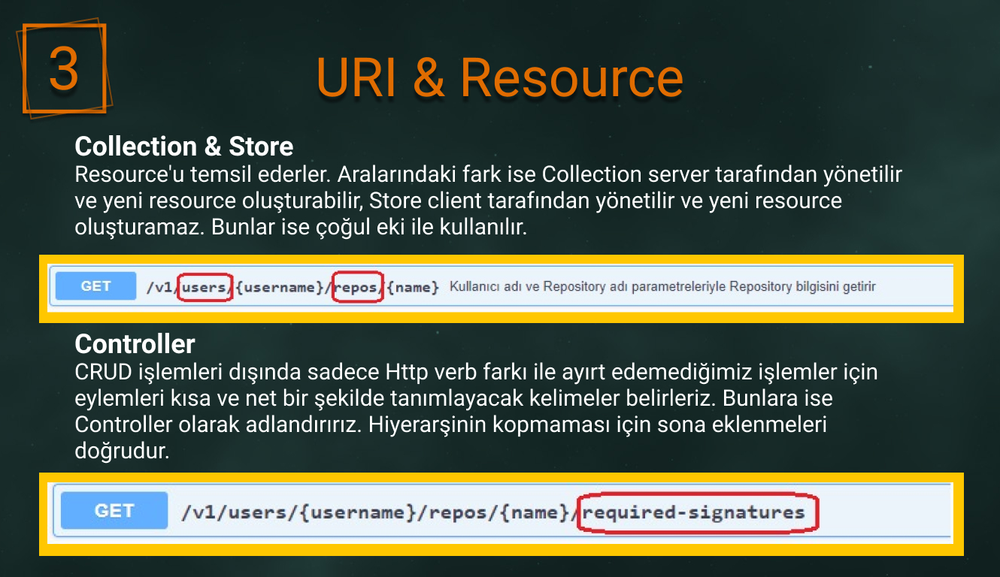 3
URI & Resource
Collection & Store
Resource'u temsil ederler. Aralarındaki fark ise Collection server tarafından yönetilir
ve yeni resource oluşturabilir, Store client tarafından yönetilir ve yeni resource
oluşturamaz. Bunlar ise çoğul eki ile kullanılır.
GET /v1/users/{username}/repos/{name} Kullanıcı adı ve Repository adı parametreleriyle Repository bilgisini getirir
Controller
CRUD işlemleri dışında sadece Http verb farkı ile ayırt edemediğimiz işlemler için
eylemleri kısa ve net bir şekilde tanımlayacak kelimeler belirleriz. Bunlara ise
Controller olarak adlandırırız. Hiyerarşinin kopmaması için sona eklenmeleri
doğrudur.
GET /v1/users/{username}/repos/{name}/required-signatures